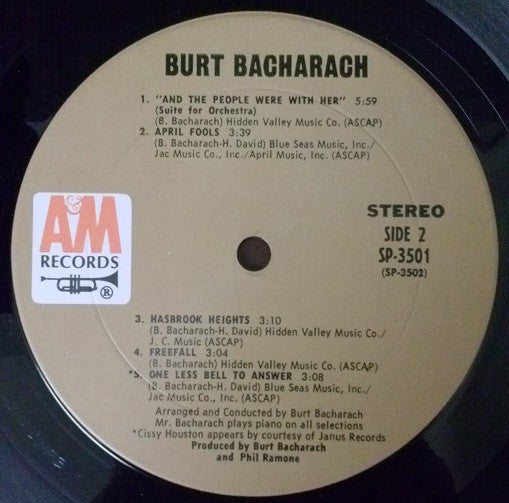 BURT BACHARACH
1. "AND THE PEOPLE WERE WITH HER" 5:59
(Suite for Orchestra)
(B. Bacharach) Hidden Valley Music Co. (ASCAP)
2. APRIL FOOLS 3:39
(B. Bacharach-H. David) Blue Seas Music, Inc./
Jac Music Co., Inc./April Music, Inc. (ASCAP)
A&M
RECORDS
®
STEREO
SIDE 2
SP-3501
(SP-3502)
3. HASBROOK HEIGHTS 3:10
(B. Bacharach-H. David) Hidden Valley Music Co./
J. C. Music (ASCAP)
4. FREEFALL 3:04
(B. Bacharach) Hidden Valley Music Co. (ASCAP)
*5. ONE LESS BELL TO ANSWER 3:08
(B. Bacharach-H. David) Blue Seas Music, Inc./
Jac Music Co., Inc. (ASCAP)
Arranged and Conducted by Burt Bacharach
Mr. Bacharach plays piano on all selections
*Cissy Houston appears by courtesy of Janus Records
Produced by Burt Bacharach
and Phil Ramone